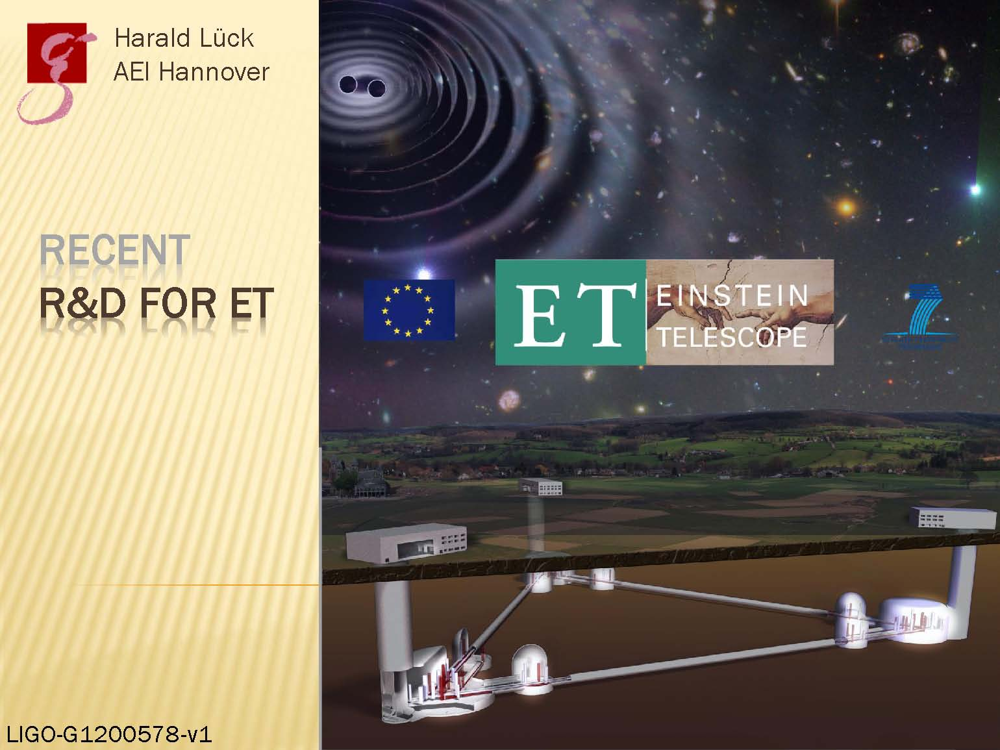 Harald Lück
AEI Hannover
RECENT
R&D FOR ET
ET
EINSTEIN
TELESCOPE
LIGO-G1200578-v1